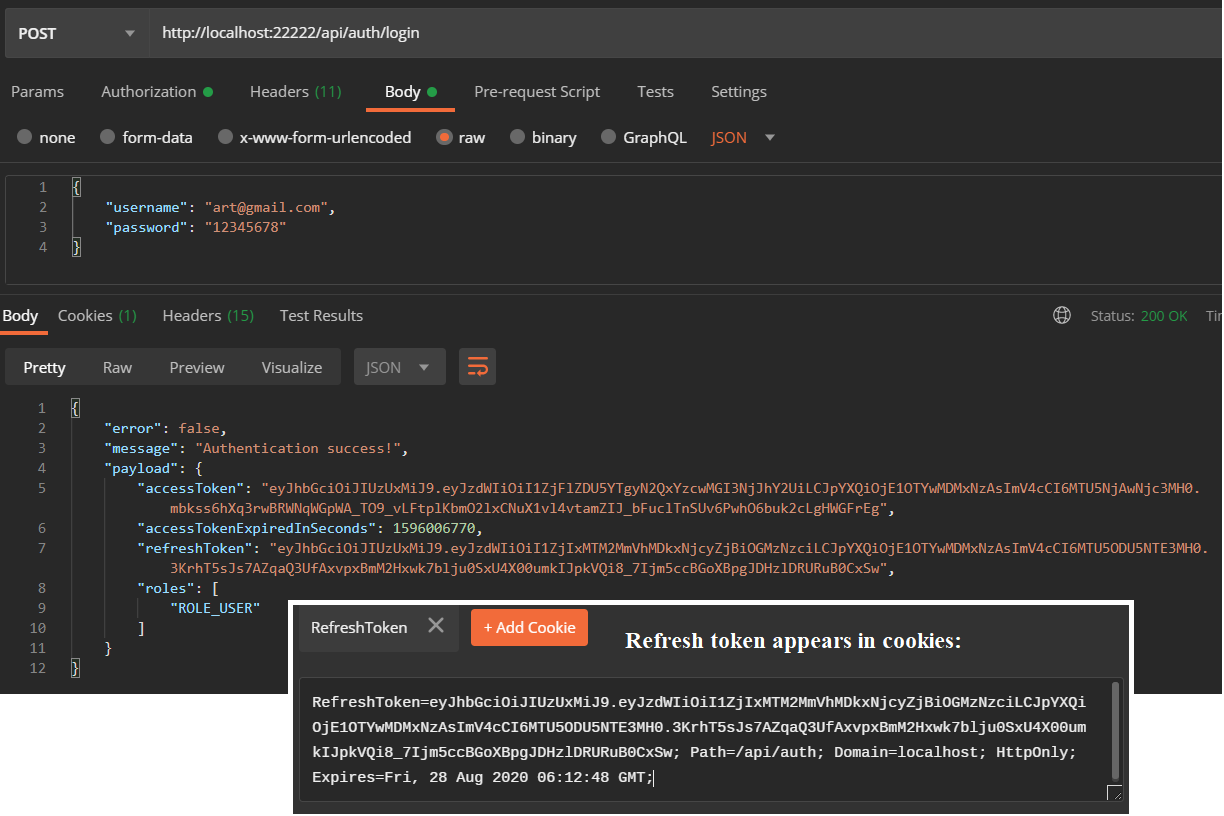 POST http://localhost:22222/api/auth/login
Params Authorization Headers (11) Body Pre-request Script Tests Settings
none form-data x-www-form-urlencoded raw binary GraphQL JSON
1 {
2 "username": "art@gmail.com",
3 "password": "12345678"
4 }
Body Cookies (1) Headers (15) Test Results Status: 200 OK
Pretty Raw Preview Visualize JSON
1 {
2 "error": false,
3 "message": "Authentication success!",
4 "payload": {
5 "accessToken": "eyJhbGciOiJIUzUxMiJ9.eyJzdWIiOiI1ZjFlZDU5YTgyN2QxYzcwMGI3NjJhY2UiLCJpYXQiOjE1OTYwMDMxNzAsImV4cCI6MTU5NjAwNjc3MH0.
mbkss6hXq3rwBRWNqWGpWA_TO9_vLFtplKbmO2lxCNuX1vl4vtamZIJ_bFuclTnSUv6PwhO6buk2cLgHWGFrEg",
6 "accessTokenExpiredInSeconds": 1596006770,
7 "refreshToken": "eyJhbGciOiJIUzUxMiJ9.eyJzdWIiOiI1ZjIxMTM2MmVhMDkxNjcyZjBiOGMzNzciLCJpYXQiOjE1OTYwMDMxNzAsImV4cCI6MTU5ODU5NTE3MH0.
3KrhT5sJs7AZqaQ3UfAxvpxBmM2Hxwk7blju0SxU4X00umkIJpkVQi8_7Ijm5ccBGoXBpgJDHzlDRURuB0CxSw",
8 "roles": [
9 "ROLE_USER"
10 ]
11 }
12 }
RefreshToken + Add Cookie Refresh token appears in cookies:
RefreshToken=eyJhbGciOiJIUzUxMiJ9.eyJzdWIiOiI1ZjIxMTM2MmVhMDkxNjcyZjBiOGMzNzciLCJpYXQi
OjE1OTYwMDMxNzAsImV4cCI6MTU5ODU5NTE3MH0.3KrhT5sJs7AZqaQ3UfAxvpxBmM2Hxwk7blju0SxU4X00um
kIJpkVQi8_7Ijm5ccBGoXBpgJDHzlDRURuB0CxSw; Path=/api/auth; Domain=localhost; HttpOnly;
Expires=Fri, 28 Aug 2020 06:12:48 GMT;